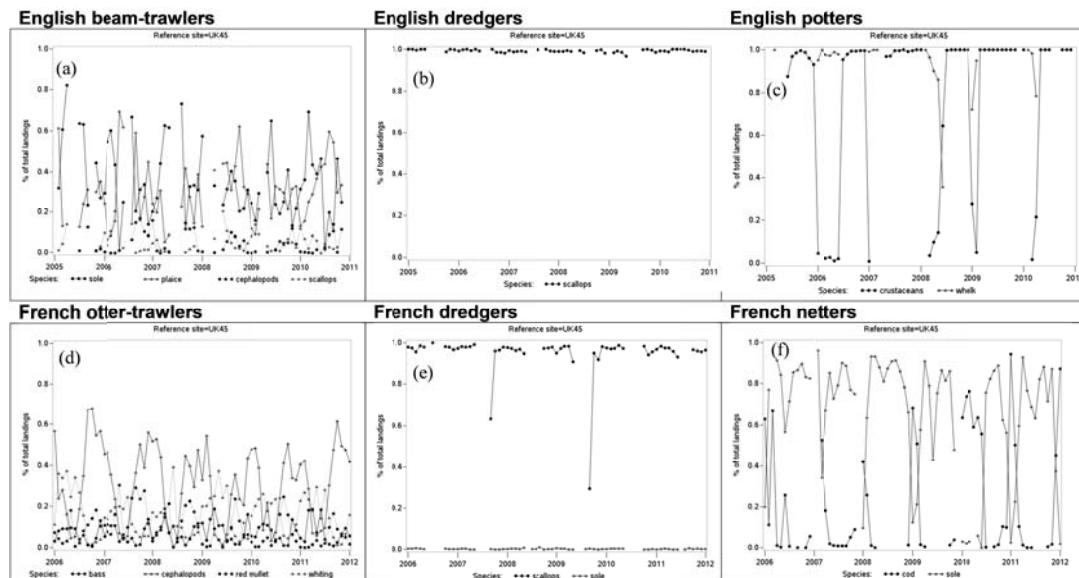 English beam-trawlers
English dredgers
English potters
Reference site=UK45
Reference site=UK45
Reference site=UK45
(a)
(b)
(c)
% of total landings
% of total landings
% of total landings
1.0
0.8
0.6
0.4
0.2
0.0
1.0
0.8
0.6
0.4
0.2
0.0
1.0
0.8
0.6
0.4
0.2
0.0
2005 2006 2007 2008 2009 2010 2011
2005 2006 2007 2008 2009 2010 2011
2005 2006 2007 2008 2009 2010 201
Species: sole plaice cephalopods scallops
Species: scallops
Species: crustaceans whelk
French otter-trawlers
French dredgers
French netters
Reference site=UK45
Reference site=UK45
Reference site=UK45
(d)
(e)
(f)
% of total landings
% of total landings
% of total landings
1.0
0.8
0.6
0.4
0.2
0.0
1.0
0.8
0.6
0.4
0.2
0.0
1.0
0.8
0.6
0.4
0.2
0.0
2006 2007 2008 2009 2010 2011 2012
2006 2007 2008 2009 2010 2011 2012
2006 2007 2008 2009 2010 2011 2012
Species: bass cephalopods red mullet whiting
Species: scallops sole
Species: cod sole